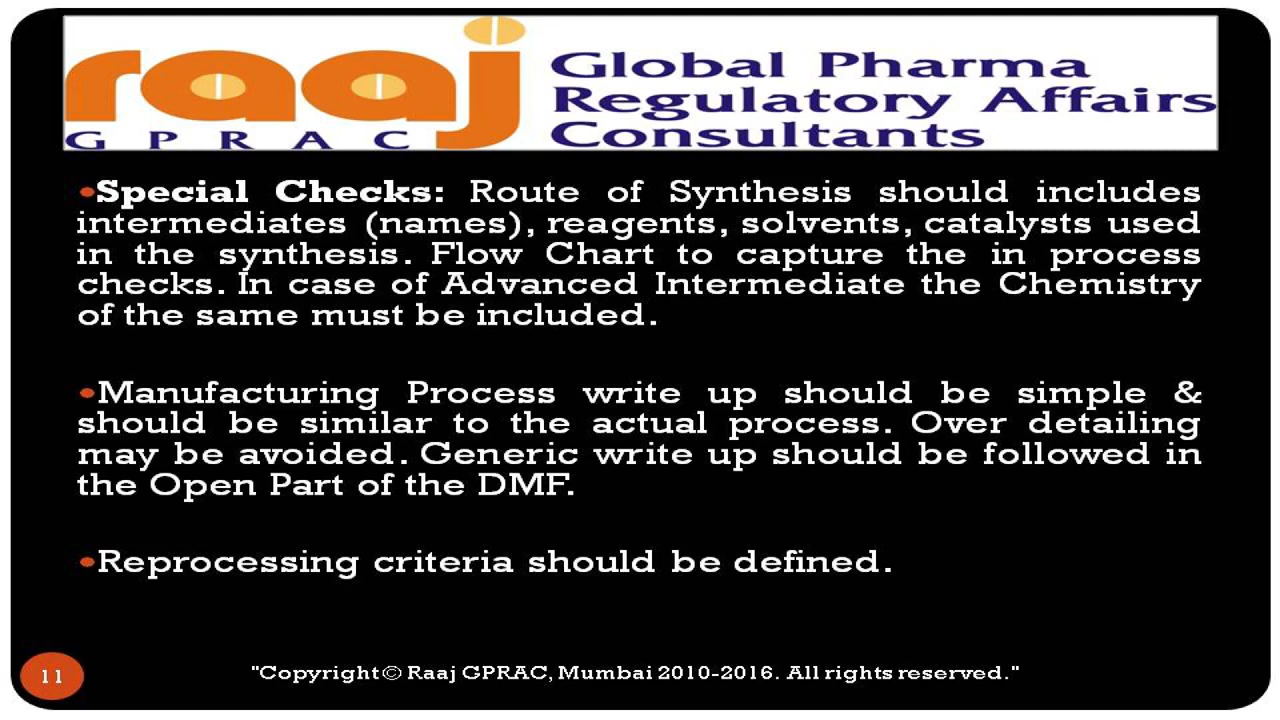 raaj
GPRAC
Global Pharma
Regulatory Affairs
Consultants
•Special Checks: Route of Synthesis should includes
intermediates (names), reagents, solvents, catalysts used
in the synthesis. Flow Chart to capture the in process
checks. In case of Advanced Intermediate the Chemistry
of the same must be included.
•Manufacturing Process write up should be simple &
should be similar to the actual process. Over detailing
may be avoided. Generic write up should be followed in
the Open Part of the DMF.
•Reprocessing criteria should be defined.
11
"Copyright© Raaj GPRAC, Mumbai 2010-2016. All rights reserved."